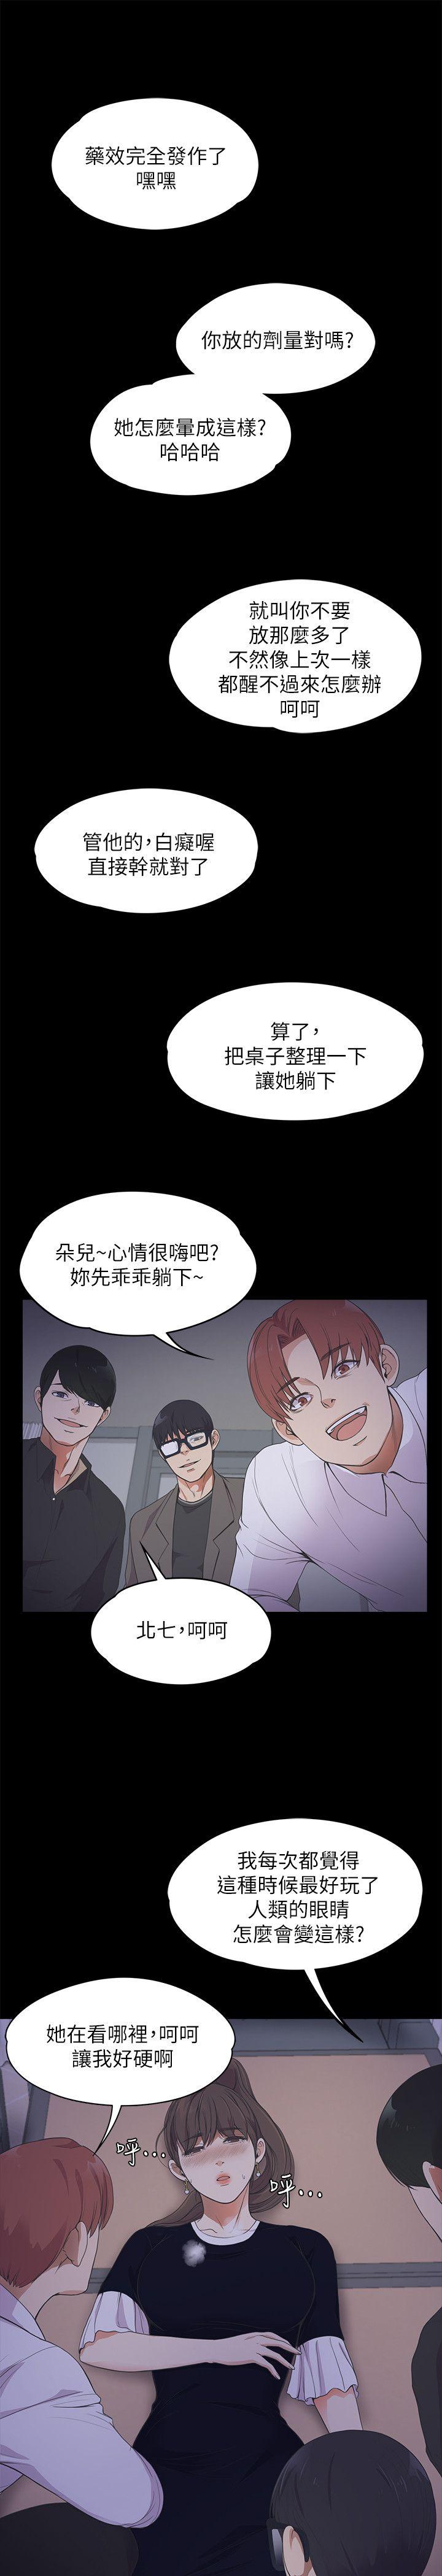 藥效完全發作了
嘿嘿
你放的劑量對嗎?
她怎麼暈成這樣?
哈哈哈
就叫你不要
放那麼多了
不然像上次一樣
都醒不過來怎麼辦
呵呵
管他的,白癡喔
直接幹就對了
算了,
把桌子整理一下
讓她躺下
朵兒~心情很嗨吧?
妳先乖乖躺下~
北七,呵呵
我每次都覺得
這種時候最好玩了
人類的眼睛
怎麼會變這樣?
她在看哪裡,呵呵
讓我好硬啊
呼…
呼…